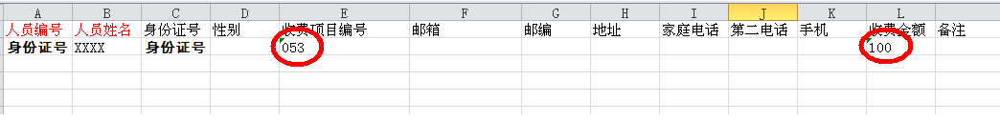 A B C D E F G H I J K L M
人员编号 人员姓名 身份证号 性别 收费项目编号 邮箱 邮编 地址 家庭电话 第二电话 手机 收费金额 备注
身份证号 XXXX 身份证号 053 100